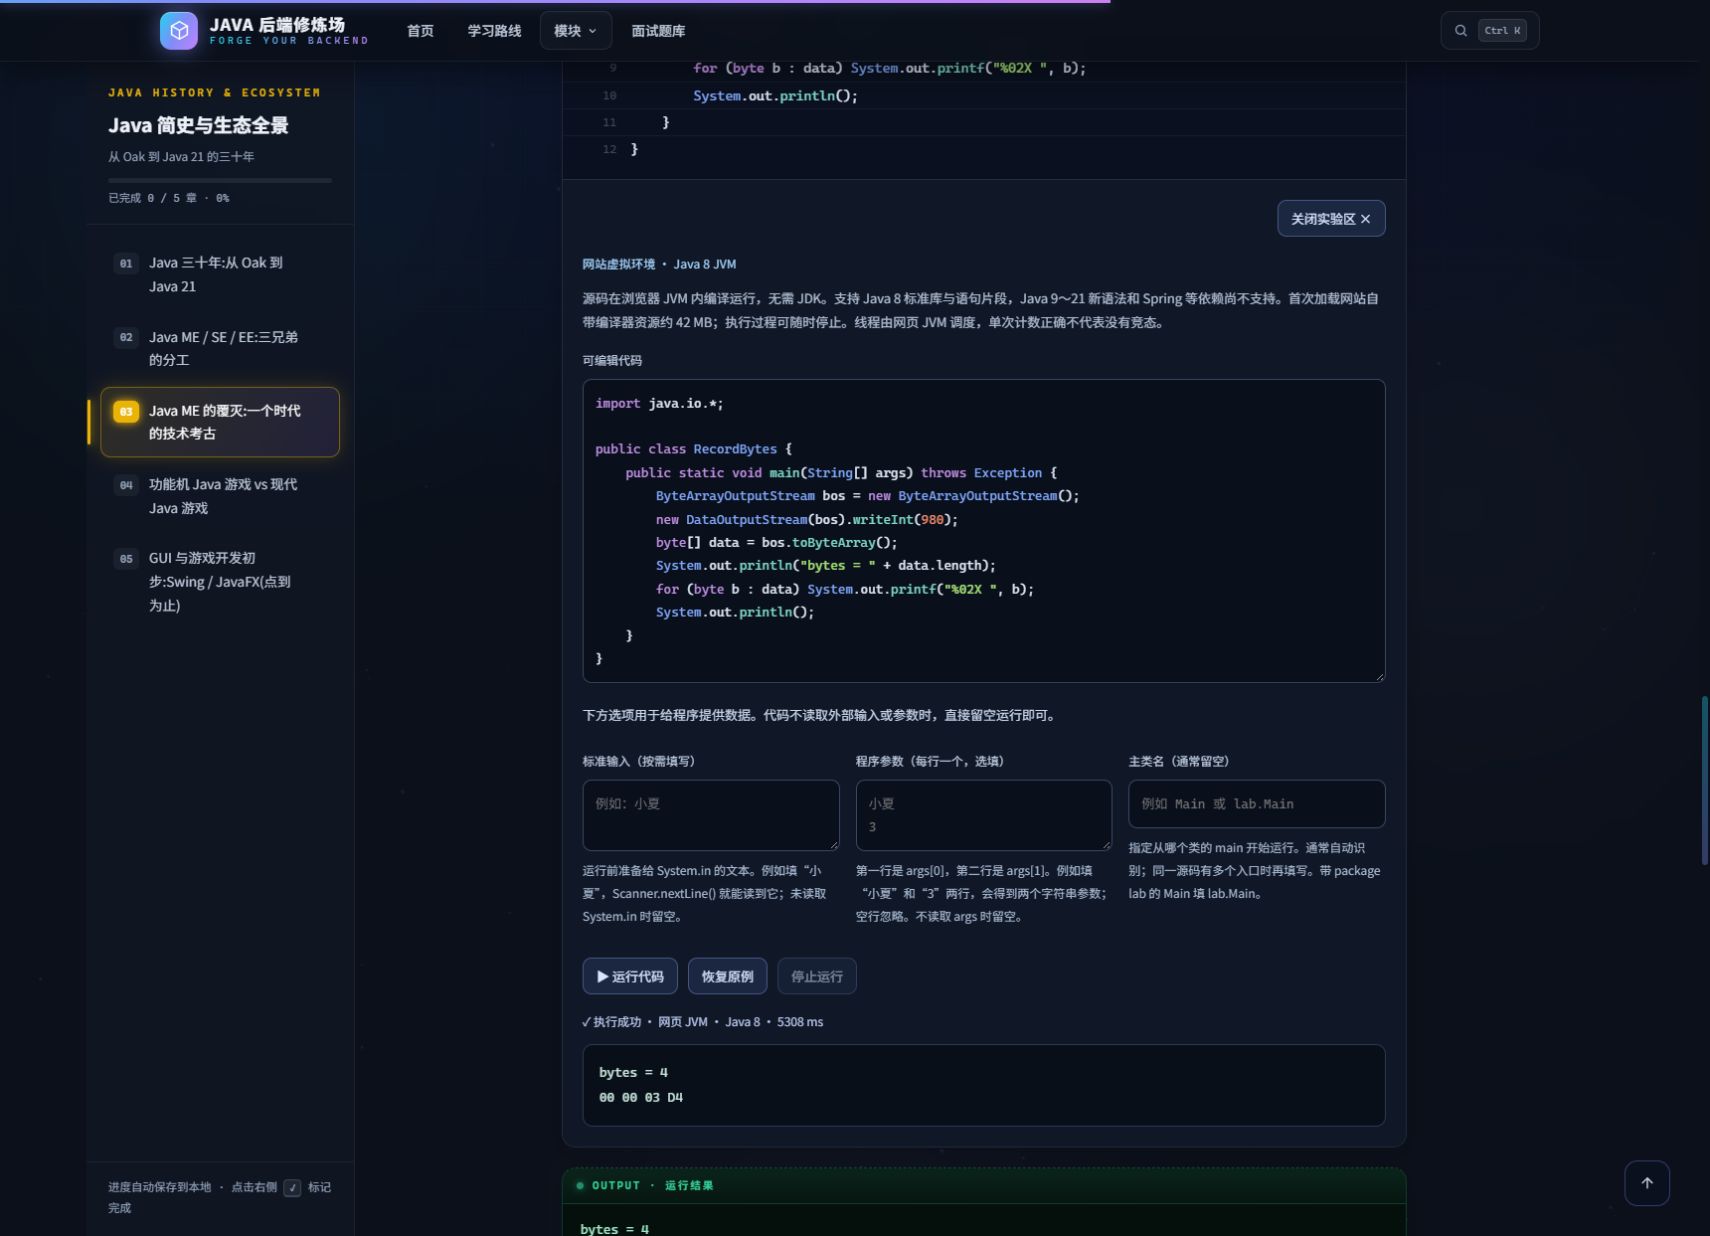 JAVA 后端修炼场
FORGE YOUR BACKEND
首页
学习路线
模块
面试题库
Ctrl K
JAVA HISTORY & ECOSYSTEM
Java 简史与生态全景
从 Oak 到 Java 21 的三十年
已完成 0 / 5 章 · 0%
01
Java 三十年:从 Oak 到
Java 21
02
Java ME / SE / EE:三兄弟
的分工
03
Java ME 的覆灭:一个时代
的技术考古
04
功能机 Java 游戏 vs 现代
Java 游戏
05
GUI 与游戏开发初
步:Swing / JavaFX(点到
为止)
进度自动保存到本地 · 点击右侧 ✓ 标记
完成
9 for (byte b : data) System.out.printf("%02X ", b);
10 System.out.println();
11 }
12 }
关闭实验区 ×
网站虚拟环境 · Java 8 JVM
源码在浏览器 JVM 内编译运行，无需 JDK。支持 Java 8 标准库与语句片段，Java 9～21 新语法和 Spring 等依赖尚不支持。首次加载网站自
带编译器资源约 42 MB；执行过程可随时停止。线程由网页 JVM 调度，单次计数正确不代表没有竞态。
可编辑代码
import java.io.*;
public class RecordBytes {
public static void main(String[] args) throws Exception {
ByteArrayOutputStream bos = new ByteArrayOutputStream();
new DataOutputStream(bos).writeInt(980);
byte[] data = bos.toByteArray();
System.out.println("bytes = " + data.length);
for (byte b : data) System.out.printf("%02X ", b);
System.out.println();
}
}
下方选项用于给程序提供数据。代码不读取外部输入或参数时，直接留空运行即可。
标准输入（按需填写）
例如：小夏
运行前准备给 System.in 的文本。例如填“小
夏”，Scanner.nextLine() 就能读到它；未读取
System.in 时留空。
程序参数（每行一个，选填）
小夏
3
第一行是 args[0]，第二行是 args[1]。例如填
“小夏”和“3”两行，会得到两个字符串参数；
空行忽略。不读取 args 时留空。
主类名（通常留空）
例如 Main 或 lab.Main
指定从哪个类的 main 开始运行。通常自动识
别；同一源码有多个入口时再填写。带 package
lab 的 Main 填 lab.Main。
▶ 运行代码
恢复原例
停止运行
✓ 执行成功 · 网页 JVM · Java 8 · 5308 ms
bytes = 4
00 00 03 D4
OUTPUT · 运行结果
bytes = 4